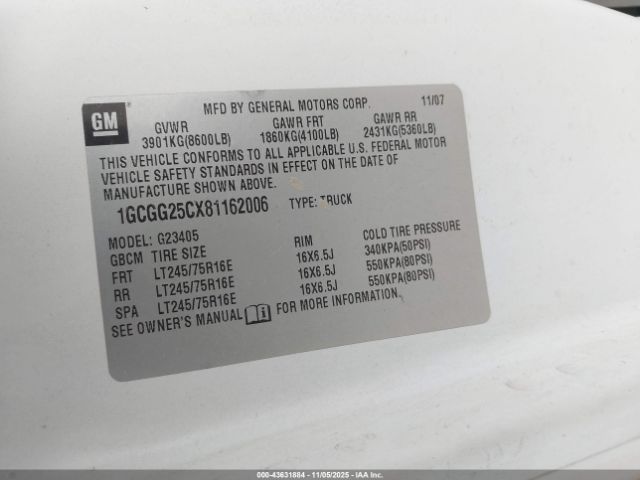 GM
MFD BY GENERAL MOTORS CORP. 11/07
GVWR GAWR FRT GAWR RR
3901KG(8600LB) 1860KG(4100LB) 2431KG(5360LB)
THIS VEHICLE CONFORMS TO ALL APPLICABLE U.S. FEDERAL MOTOR
VEHICLE SAFETY STANDARDS IN EFFECT ON THE DATE OF
MANUFACTURE SHOWN ABOVE.
1GCGG25CX81162006 TYPE: TRUCK
MODEL: G23405
GBCM TIRE SIZE RIM COLD TIRE PRESSURE
FRT LT245/75R16E 16X6.5J 340KPA(50PSI)
RR LT245/75R16E 16X6.5J 550KPA(80PSI)
SPA LT245/75R16E 16X6.5J 550KPA(80PSI)
SEE OWNER'S MANUAL FOR MORE INFORMATION.
000-43631884 - 11/05/2025 - IAA Inc.